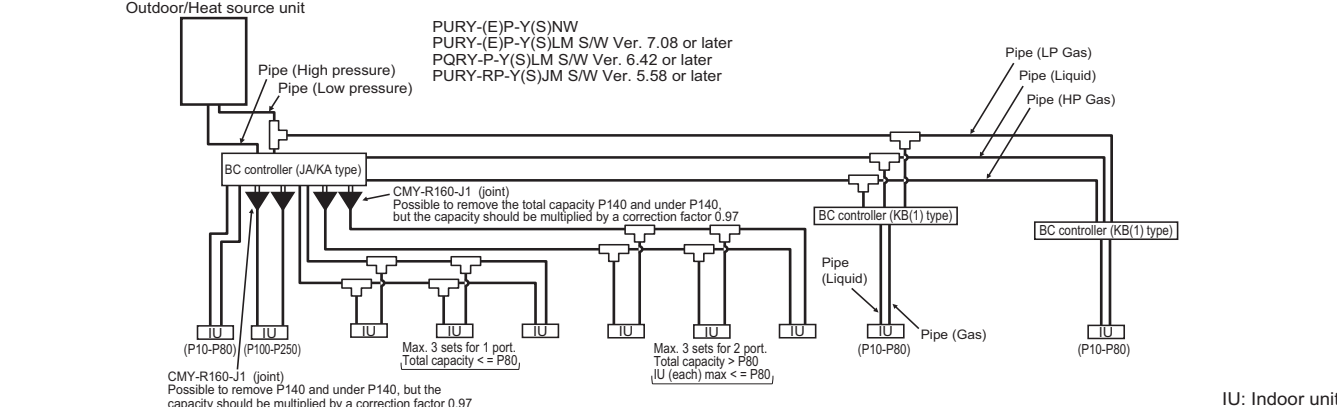 Outdoor/Heat source unit
PURY-(E)P-Y(S)NW
PURY-(E)P-Y(S)LM S/W Ver. 7.08 or later
PQRY-P-Y(S)LM S/W Ver. 6.42 or later
PURY-RP-Y(S)JM S/W Ver. 5.58 or later
Pipe (High pressure)
Pipe (Low pressure)
Pipe (LP Gas)
Pipe (Liquid)
Pipe (HP Gas)
BC controller (JA/KA type)
CMY-R160-J1 (joint)
Possible to remove the total capacity P140 and under P140,
but the capacity should be multiplied by a correction factor 0.97
BC controller (KB(1) type)
BC controller (KB(1) type)
Pipe
(Liquid)
Pipe (Gas)
IU
IU
IU
IU
IU
IU
IU
IU
IU
IU
(P10-P80)
(P100-P250)
Max. 3 sets for 1 port.
Total capacity < = P80
Max. 3 sets for 2 port.
Total capacity > P80
IU (each) max < = P80
(P10-P80)
(P10-P80)
CMY-R160-J1 (joint)
Possible to remove P140 and under P140, but the
capacity should be multiplied by a correction factor 0.97
IU: Indoor unit